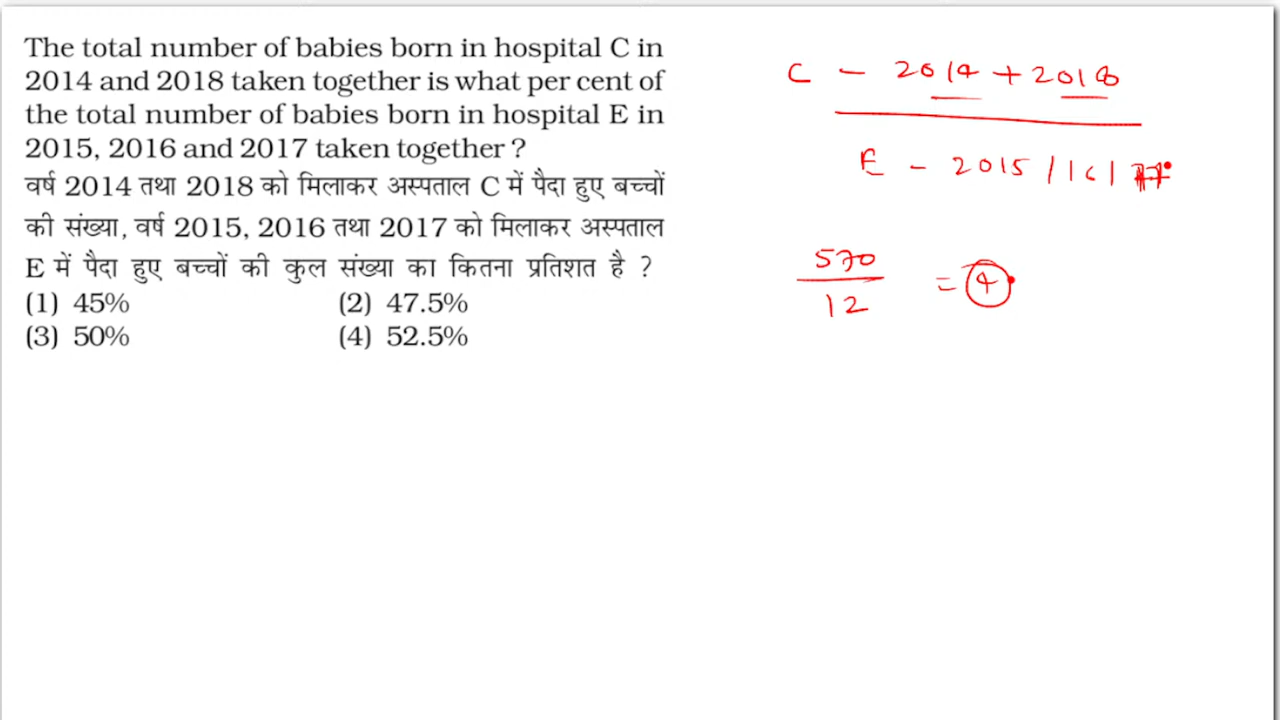 The total number of babies born in hospital C in
2014 and 2018 taken together is what per cent of
the total number of babies born in hospital E in
2015, 2016 and 2017 taken together ?
वर्ष 2014 तथा 2018 को मिलाकर अस्पताल C में पैदा हुए बच्चों
की संख्या, वर्ष 2015, 2016 तथा 2017 को मिलाकर अस्पताल
E में पैदा हुए बच्चों की कुल संख्या का कितना प्रतिशत है ?
(1) 45% (2) 47.5%
(3) 50% (4) 52.5%
C - 2014 + 2018
E - 2015 / 16 /
570
12
= 4